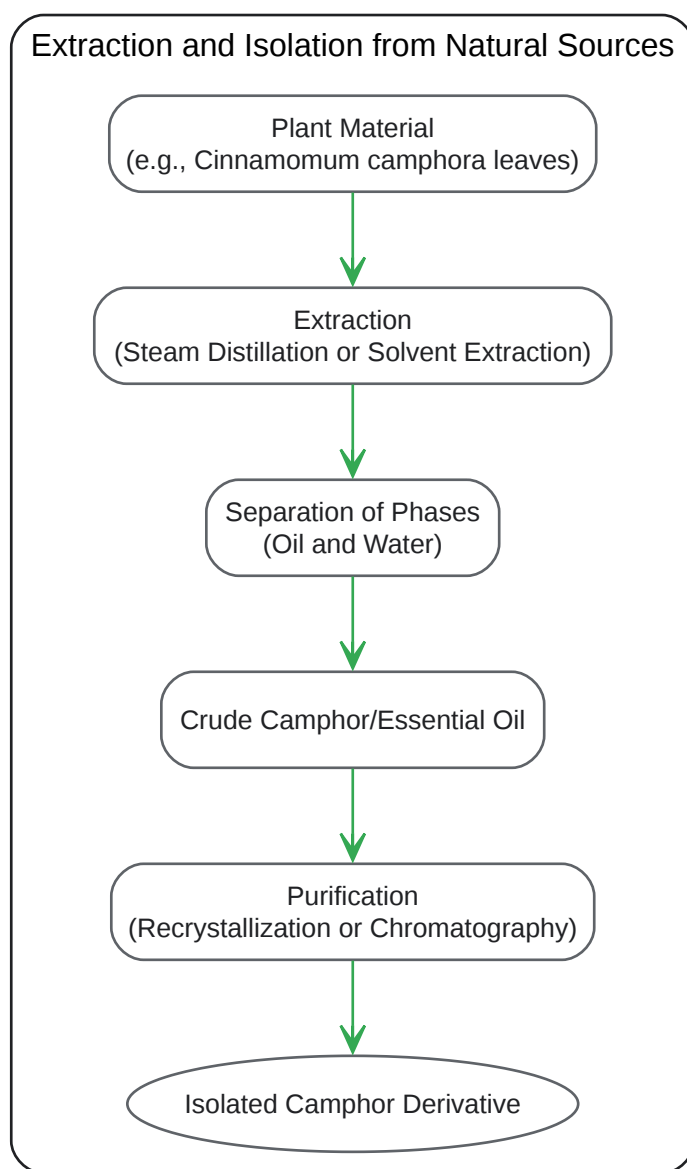 Extraction and Isolation from Natural Sources
Plant Material
(e.g., Cinnamomum camphora leaves)
Extraction
(Steam Distillation or Solvent Extraction)
Separation of Phases
(Oil and Water)
Crude Camphor/Essential Oil
Purification
(Recrystallization or Chromatography)
Isolated Camphor Derivative